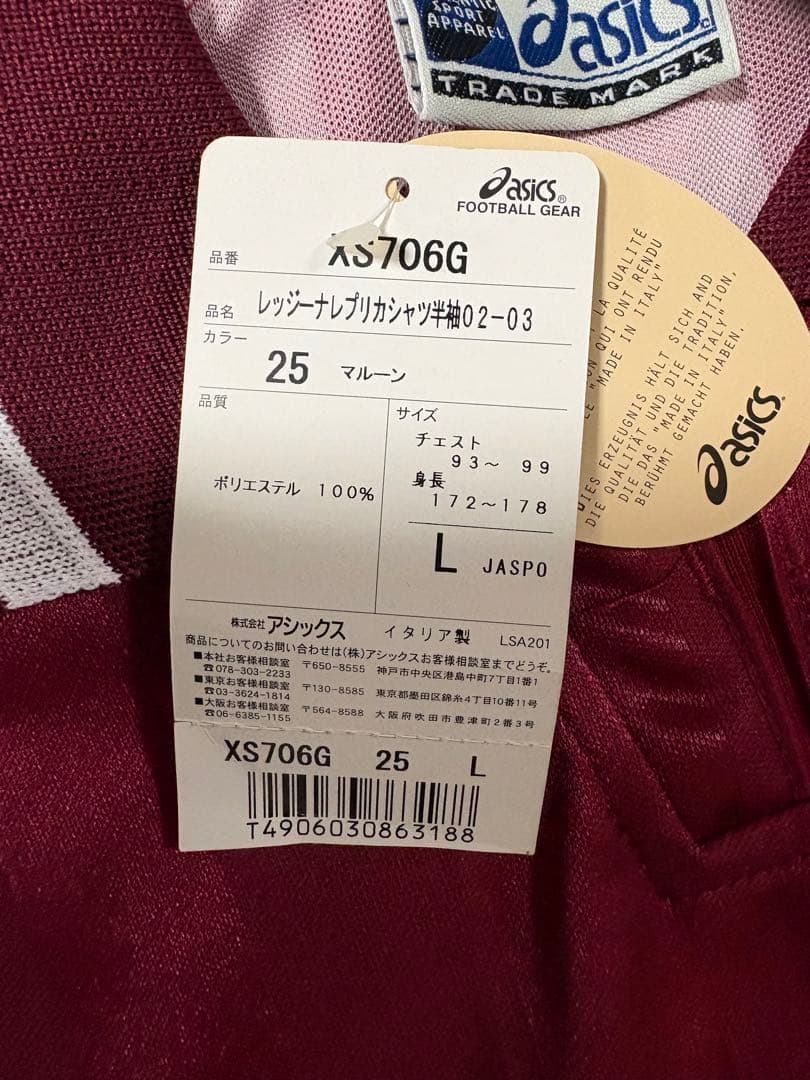 SPORT
APPAREL
asics
TRADE MARK
asics®
FOOTBALL GEAR
品番 XS706G
品名 レッジーナレプリカシャツ半袖02-03
カラー
25 マルーン
品質
ポリエステル 100%
サイズ
チェスト
93～ 99
身長
172～178
L JASPO
株式会社 アシックス イタリア製 LSA201
商品についてのお問い合わせは(株)アシックスお客様相談室までどうぞ。
■本社お客様相談室 〒650-8555 神戸市中央区港島中町7丁目1番1
☎078-303-2233
■東京お客様相談室 〒130-8585 東京都墨田区錦糸4丁目10番11号
☎03-3624-1814
■大阪お客様相談室 〒564-8588 大阪府吹田市豊津町2番3号
☎06-6385-1155
XS706G 25 L
T4906030863188
LA QUALITÉ
QUI ONT RENDU
"MADE IN ITALY"
DIES ERZEUGNIS HÄLT SICH AND
DIE QUALITÄT UND DIE TRADITION,
DIE DAS "MADE IN ITALY"
BERÜHMT GEMACHT HABEN.
asics